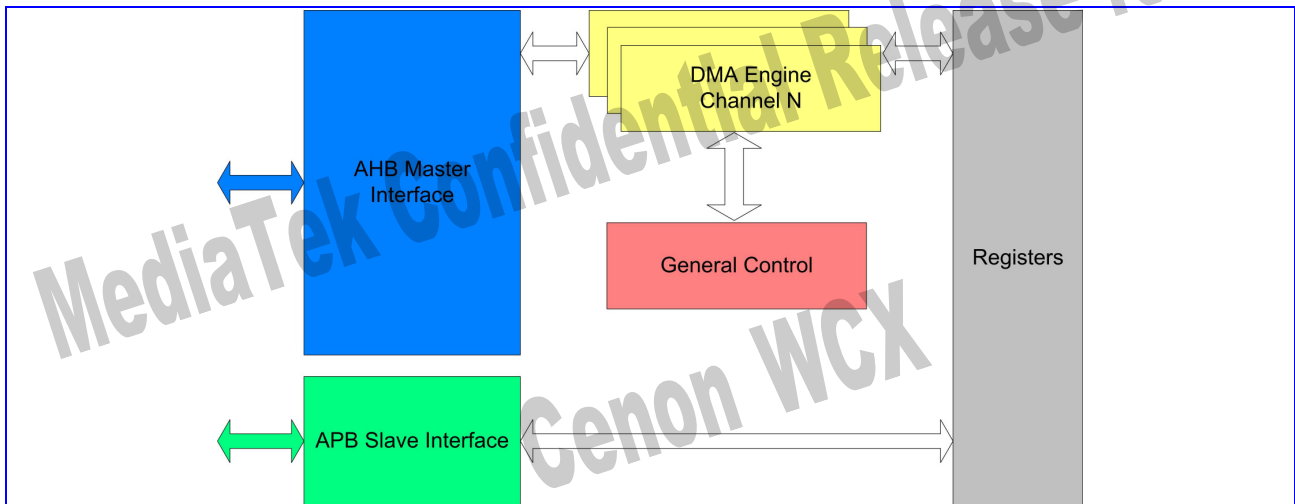 DMA Engine
Channel N
AHB Master
Interface
General Control
Registers
APB Slave Interface
MediaTek Confidential Release
Cenon WCX